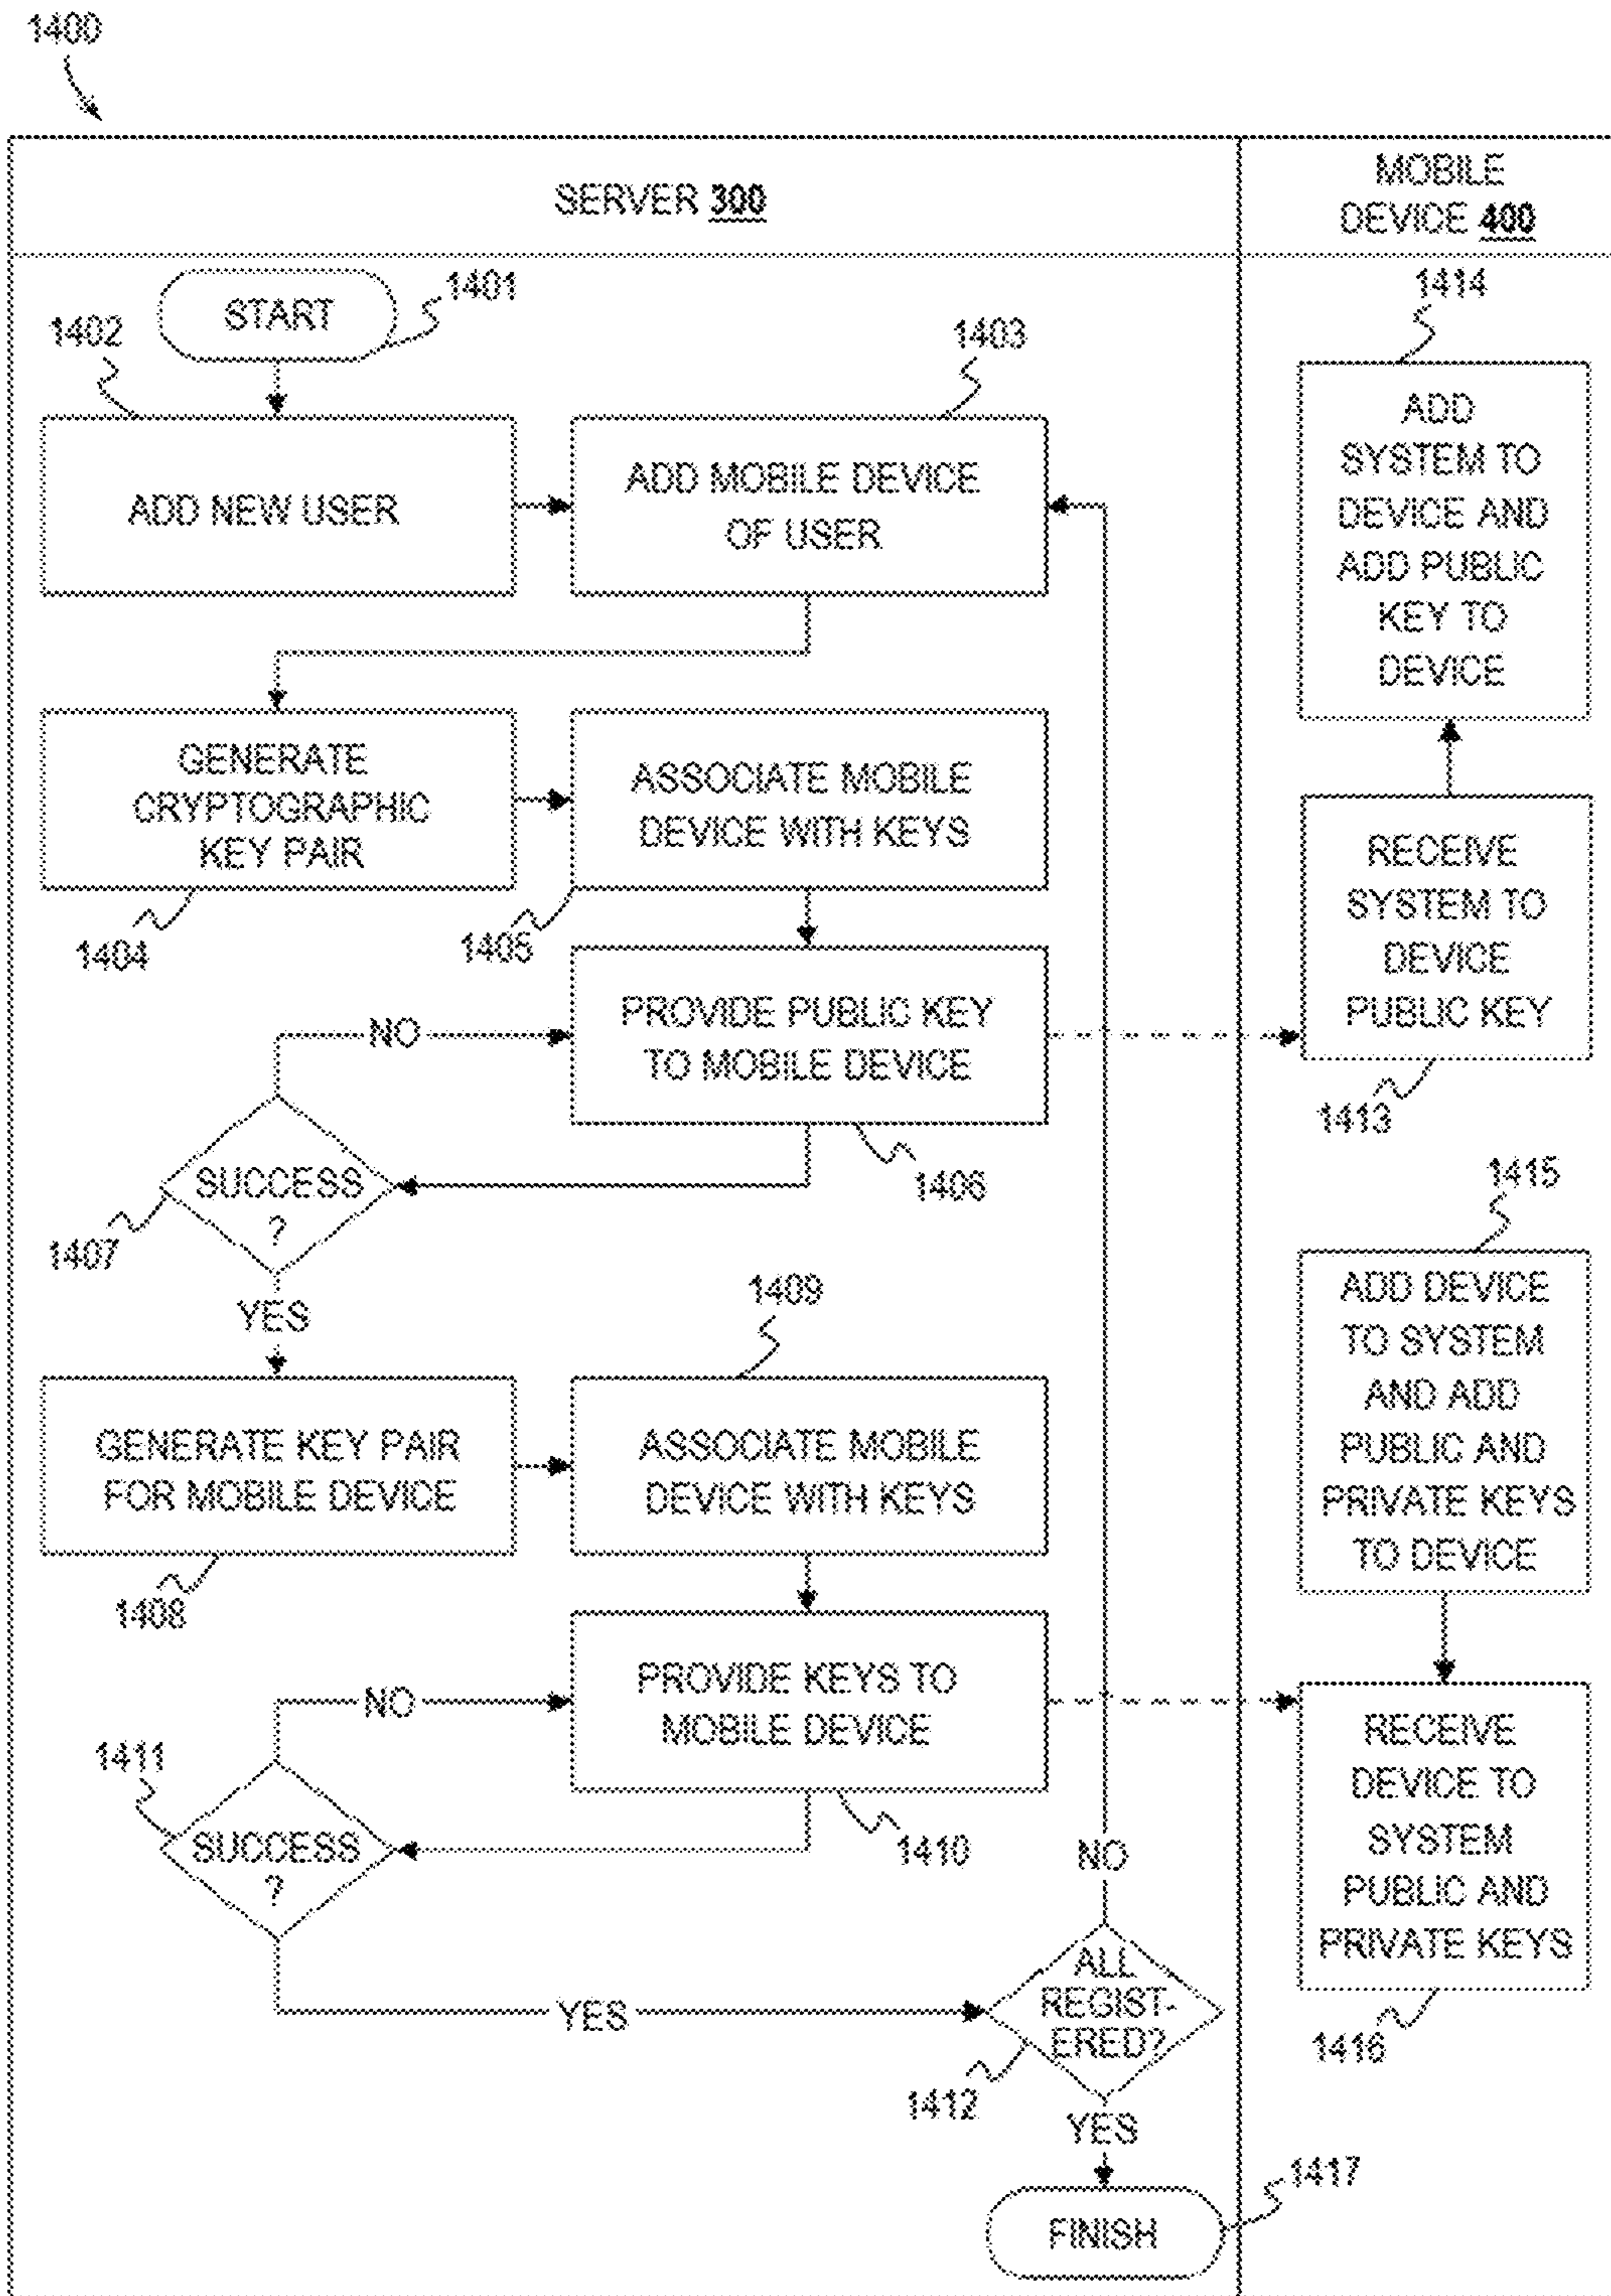 1400
SERVER 300
MOBILE
DEVICE 400
START
1401
1402
1403
ADD NEW USER
ADD MOBILE DEVICE
OF USER
GENERATE
CRYPTOGRAPHIC
KEY PAIR
1404
ASSOCIATE MOBILE
DEVICE WITH KEYS
1405
PROVIDE PUBLIC KEY
TO MOBILE DEVICE
1406
NO
SUCCESS
?
1407
YES
1409
GENERATE KEY PAIR
FOR MOBILE DEVICE
1408
ASSOCIATE MOBILE
DEVICE WITH KEYS
PROVIDE KEYS TO
MOBILE DEVICE
1410
NO
1411
SUCCESS
?
YES
NO
ALL
REGIST-
ERED?
1412
YES
FINISH
1417
1414
ADD
SYSTEM TO
DEVICE AND
ADD PUBLIC
KEY TO
DEVICE
RECEIVE
SYSTEM TO
DEVICE
PUBLIC KEY
1413
1415
ADD DEVICE
TO SYSTEM
AND ADD
PUBLIC AND
PRIVATE KEYS
TO DEVICE
RECEIVE
DEVICE TO
SYSTEM
PUBLIC AND
PRIVATE KEYS
1416